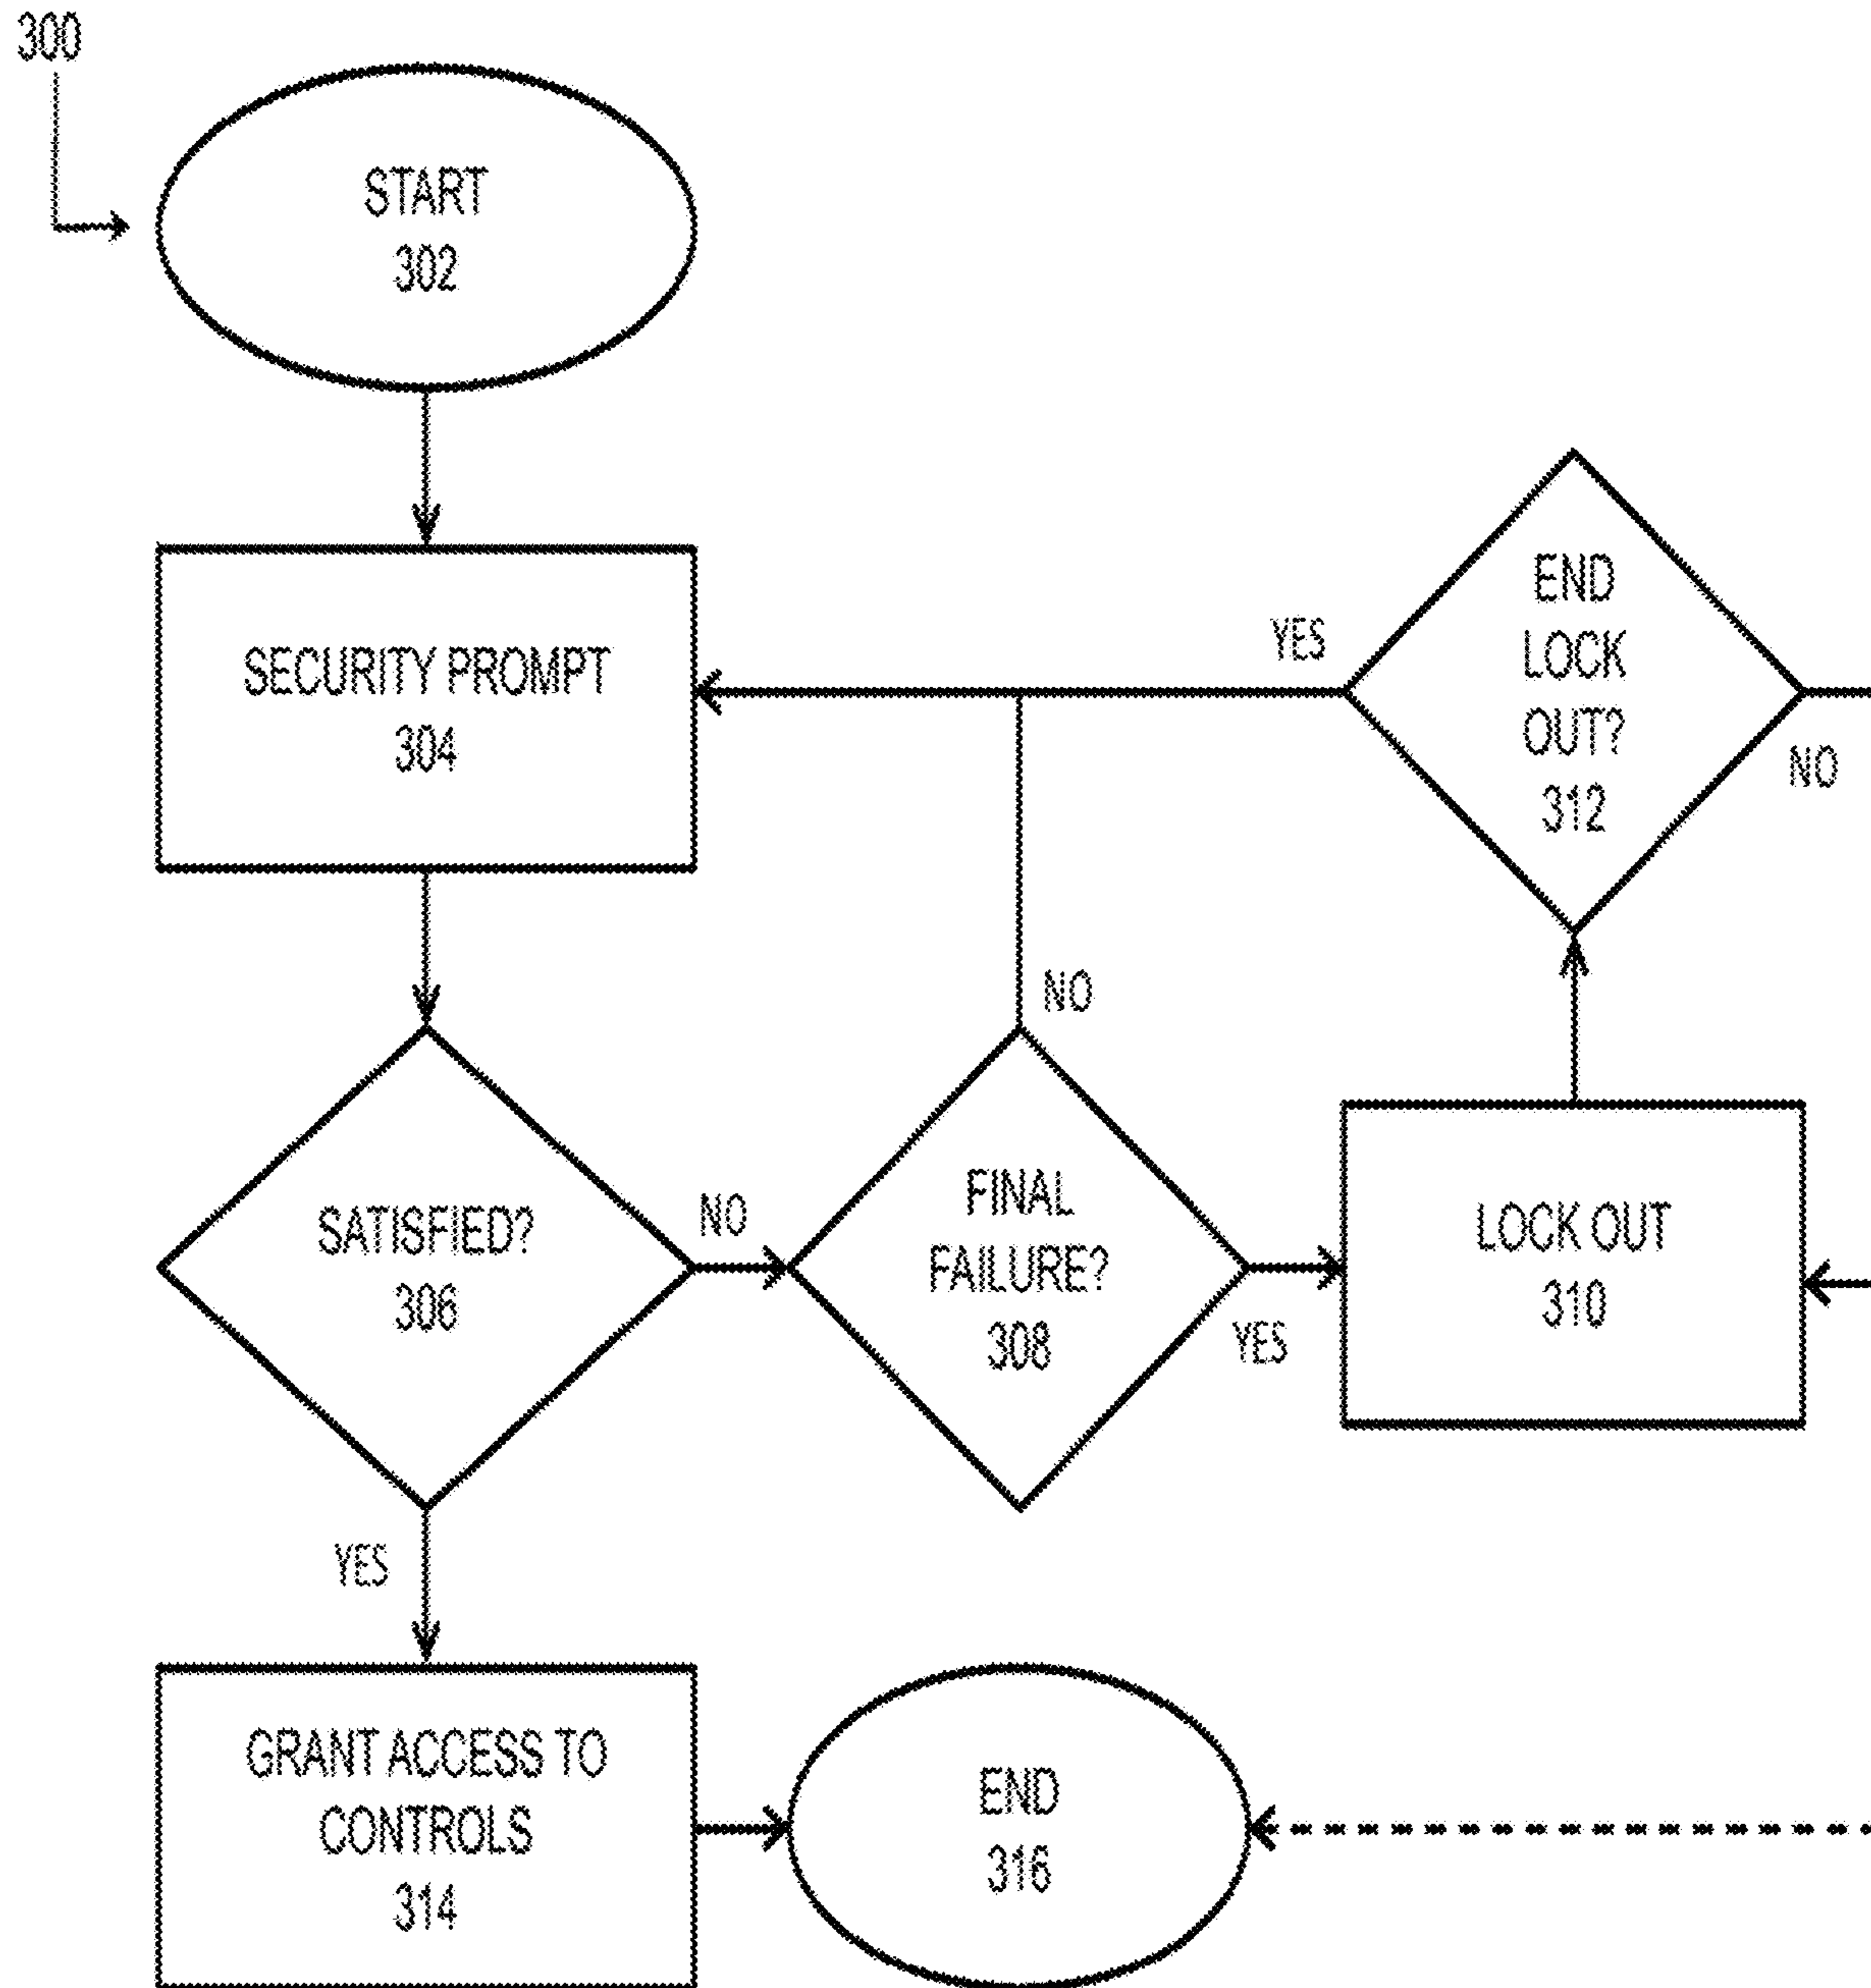 300
START
302
SECURITY PROMPT
304
YES
END
LOCK
OUT?
312
NO
NO
SATISFIED?
306
NO
FINAL
FAILURE?
308
YES
LOCK OUT
310
YES
GRANT ACCESS TO
CONTROLS
314
END
316